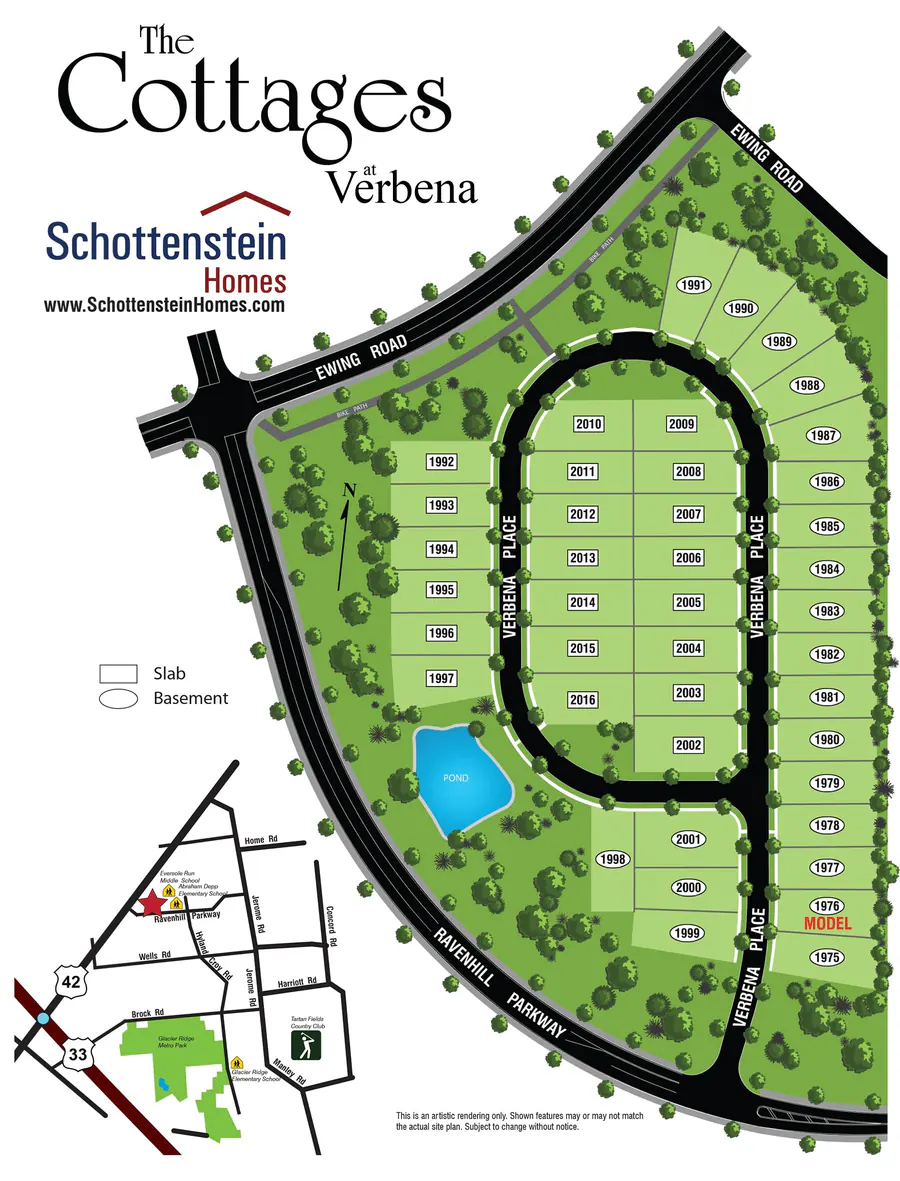 The
Cottages
at
Verbena
Schottenstein
Homes
www.SchottensteinHomes.com
EWING ROAD
EWING ROAD
BIKE PATH
BIKE PATH
1991
1990
1989
1988
1987
1986
1985
1984
1983
1982
1981
1980
1979
1978
1977
1976
MODEL
1975
2010
2009
2011
2008
2012
2007
2013
2006
2014
2005
2015
2004
2016
2003
2002
1992
1993
1994
1995
1996
1997
N
VERBENA PLACE
VERBENA PLACE
VERBENA PLACE
POND
2001
1998
2000
1999
RAVENHILL PARKWAY
Slab
Basement
Home Rd
Eversole Run
Middle School
Abraham Depp
Elementary School
Ravenhill Parkway
Jerome Rd
Concord Rd
Hyland Croy Rd
Wells Rd
42
Jerome Rd
Harriott Rd
Brock Rd
33
Glacier Ridge
Metro Park
Tartan Fields
Country Club
Glacier Ridge
Elementary School
Manley Rd
This is an artistic rendering only. Shown features may or may not match
the actual site plan. Subject to change without notice.